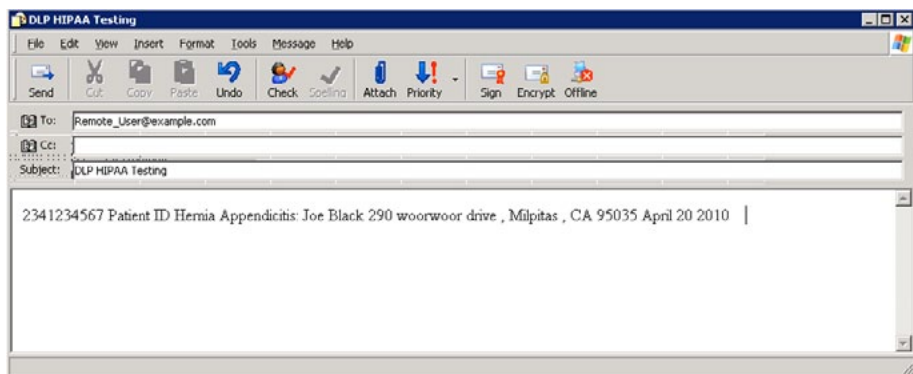 DLP HIPAA Testing
File Edit View Insert Format Tools Message Help
Send Cut Copy Paste Undo Check Spelling Attach Priority Sign Encrypt Offline
To: Remote_User@example.com
Cc:
Subject: DLP HIPAA Testing
2341234567 Patient ID Hernia Appendicitis: Joe Black 290 woorwoor drive , Milpitas , CA 95035 April 20 2010